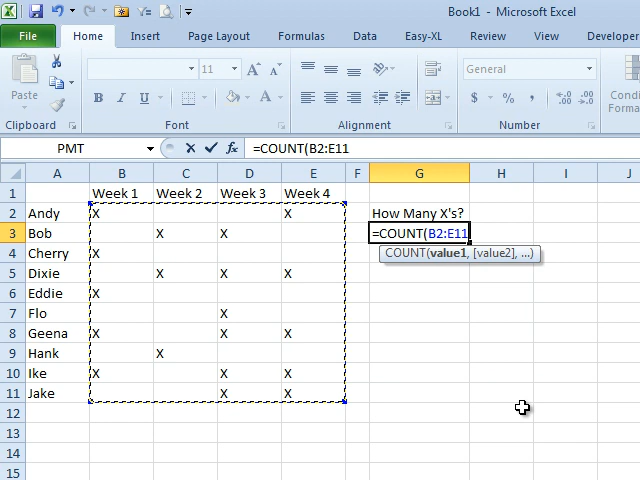 Book1 - Microsoft Excel
File Home Insert Page Layout Formulas Data Easy-XL Review View Developer
Paste 11 A A General
B I U A $ % , .00
Clipboard Font Alignment Number
PMT fx =COUNT(B2:E11
A B C D E F G H I J
1 Week 1 Week 2 Week 3 Week 4
2 Andy X X How Many X's?
3 Bob X X =COUNT(B2:E11
4 Cherry X
5 Dixie X X X COUNT(value1, [value2], ...)
6 Eddie X
7 Flo X
8 Geena X X X
9 Hank X
10 Ike X X X
11 Jake X X
12
13
14
15